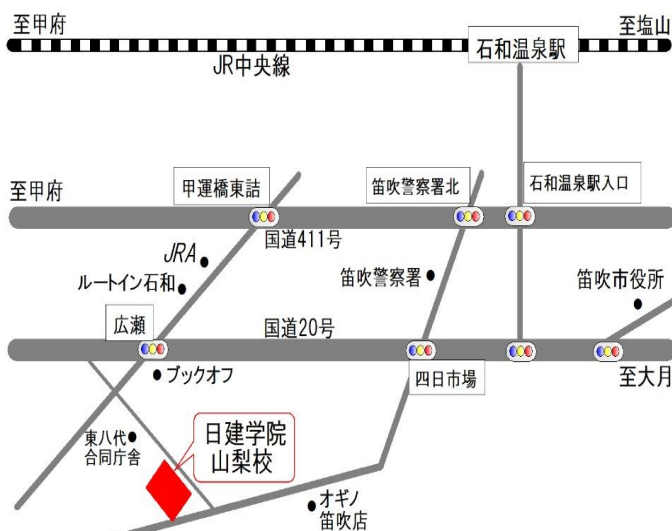 至甲府
至塩山
石和温泉駅
JR中央線
甲運橋東詰
笛吹警察署北
石和温泉駅入口
至甲府
国道411号
JRA
ルートイン石和
笛吹警察署
笛吹市役所
広瀬
国道20号
ブックオフ
四日市場
至大月
東八代
合同庁舎
日建学院
山梨校
オギノ
笛吹店